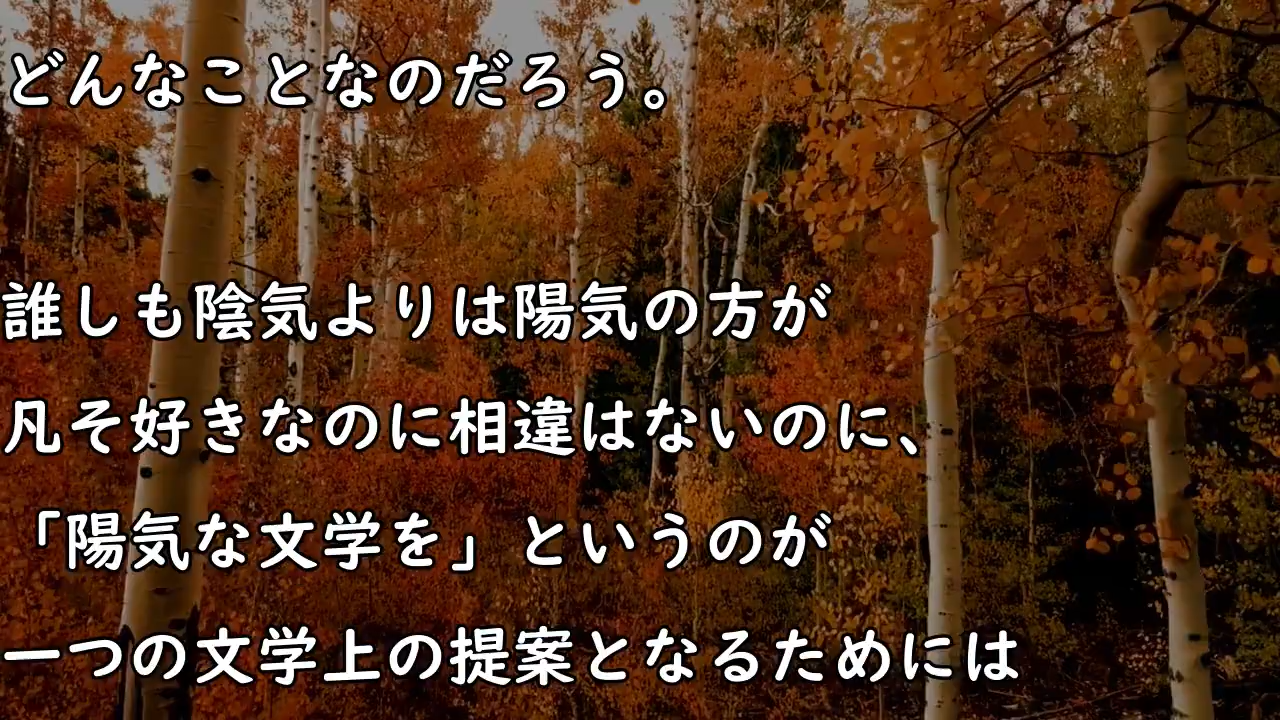 どんなことなのだろう。
誰しも陰気よりは陽気の方が
凡そ好きなのに相違はないのに、
「陽気な文学を」というのが
一つの文学上の提案となるためには